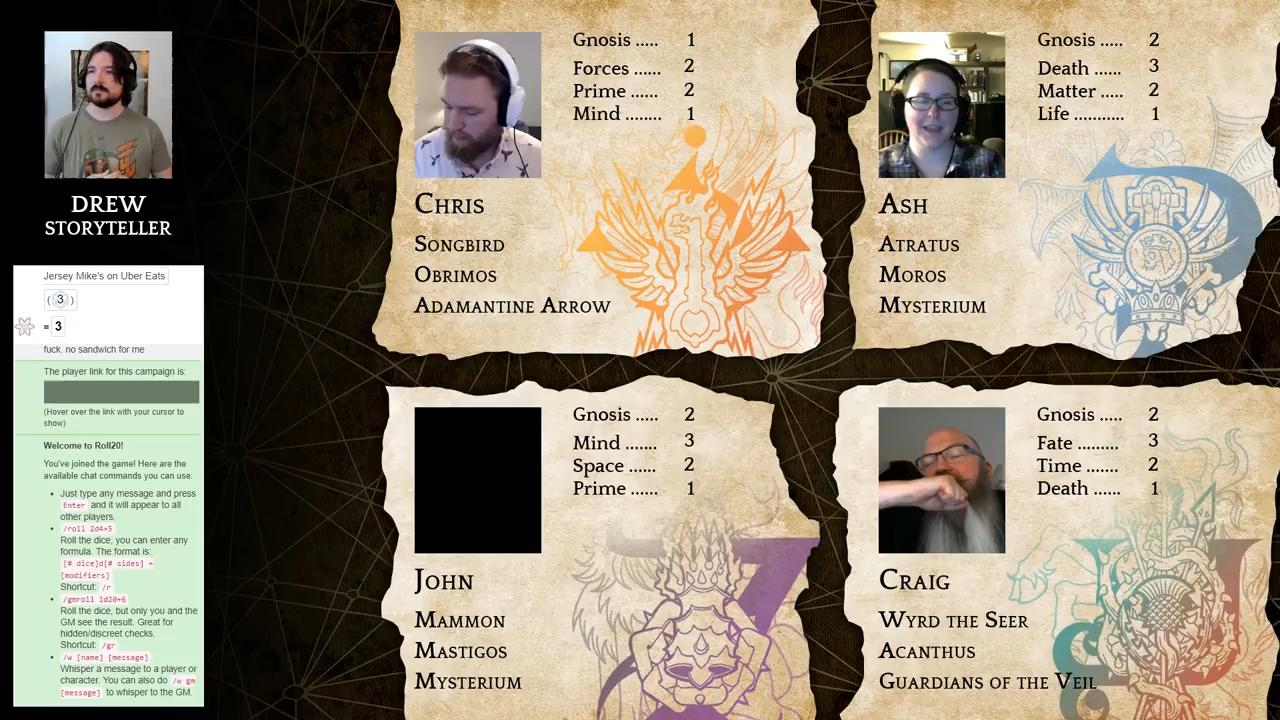 DREW
STORYTELLER
Jersey Mike's on Uber Eats
( 3 )
= 3
fuck. no sandwich for me
The player link for this campaign is:
(Hover over the link with your cursor to
show)
Welcome to Roll20!
You've joined the game! Here are the
available chat commands you can use:
• Just type any message and press
Enter and it will appear to all
other players.
• /roll 2d4+5
Roll the dice, you can enter any
formula. The format is:
[# dice]d[# sides] +
[modifiers]
Shortcut: /r
• /gmroll 1d20+6
Roll the dice, but only you and the
GM see the result. Great for
hidden/discreet checks.
Shortcut: /gr
• /w [name] [message]
Whisper a message to a player or
character. You can also do /w gm
[message] to whisper to the GM.
Gnosis ..... 1
Forces ...... 2
Prime ...... 2
Mind ........ 1
CHRIS
SONGBIRD
OBRIMOS
ADAMANTINE ARROW
Gnosis ..... 2
Death ...... 3
Matter ..... 2
Life ........... 1
ASH
ATRATUS
MOROS
MYSTERIUM
Gnosis ..... 2
Mind ....... 3
Space ...... 2
Prime ...... 1
JOHN
MAMMON
MASTIGOS
MYSTERIUM
Gnosis ..... 2
Fate ......... 3
Time ....... 2
Death ...... 1
CRAIG
WYRD THE SEER
ACANTHUS
GUARDIANS OF THE VEIL